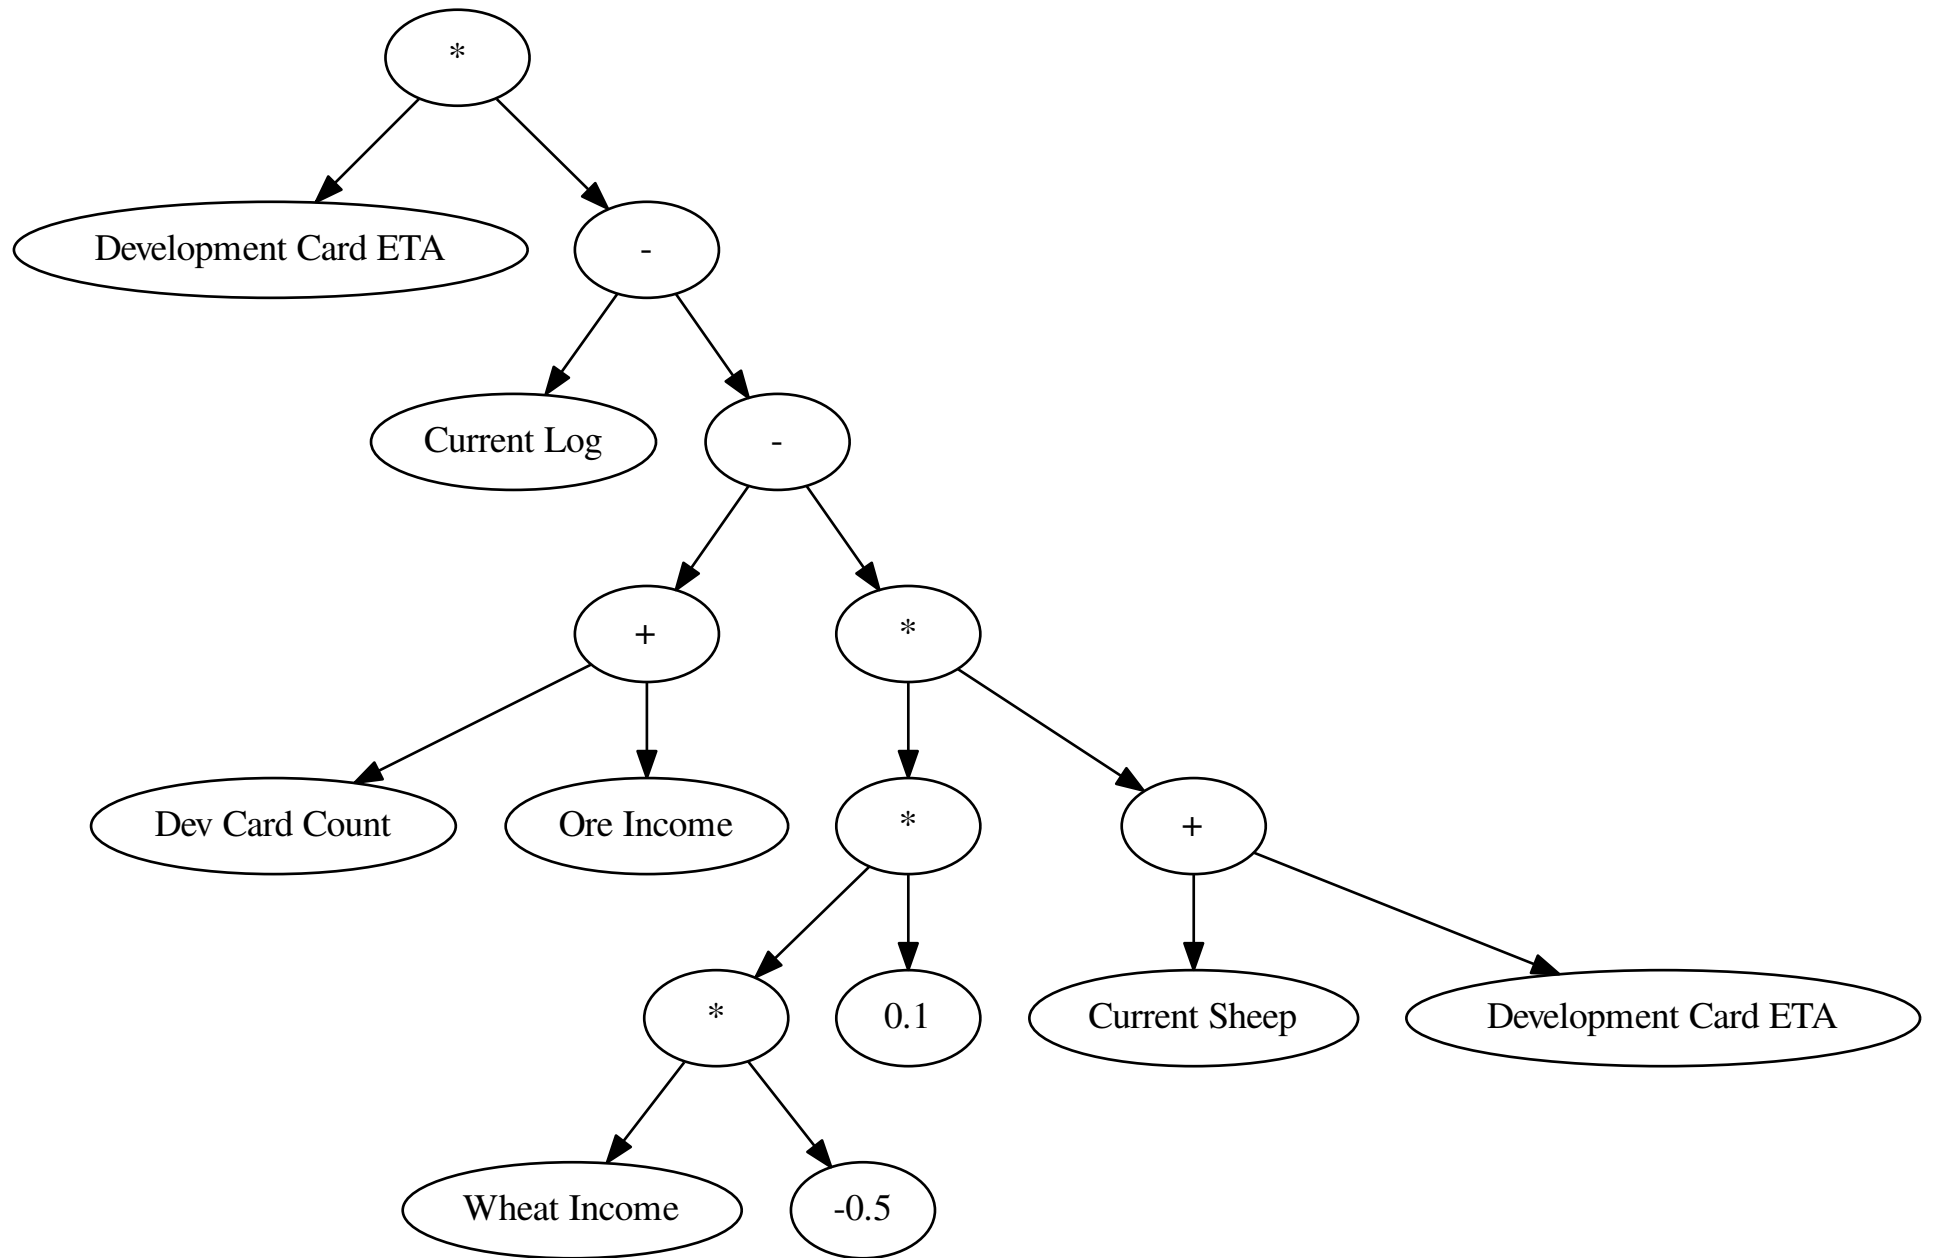 *
Development Card ETA
-
Current Log
-
+
*
Dev Card Count
Ore Income
*
+
*
0.1
Current Sheep
Development Card ETA
Wheat Income
-0.5